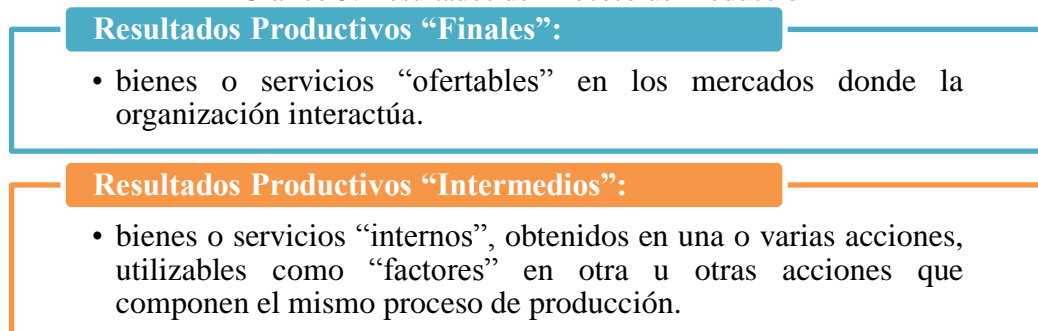 Resultados Productivos “Finales”:
• bienes o servicios “ofertables” en los mercados donde la
organización interactúa.
Resultados Productivos “Intermedios”:
• bienes o servicios “internos”, obtenidos en una o varias acciones,
utilizables como “factores” en otra u otras acciones que
componen el mismo proceso de producción.